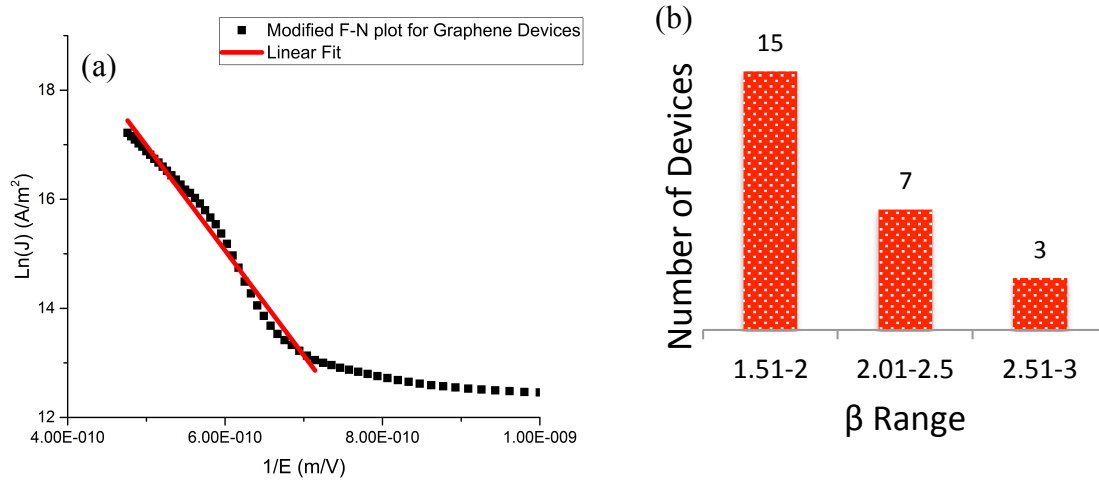 (a)
Modified F-N plot for Graphene Devices
Linear Fit
Ln(J) (A/m²)
18
16
14
12
4.00E-010 6.00E-010 8.00E-010 1.00E-009
1/E (m/V)
(b)
Number of Devices
15
7
3
1.51-2 2.01-2.5 2.51-3
β Range